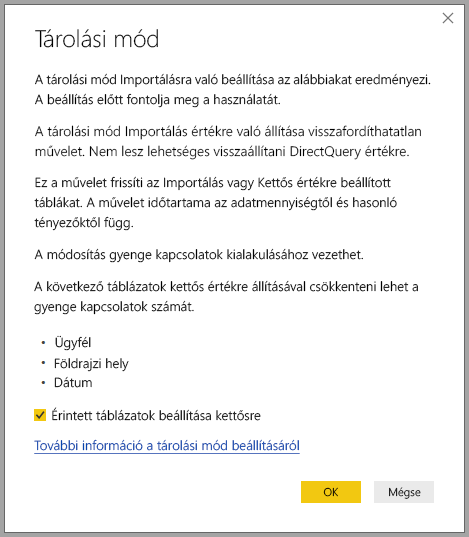 Tárolási mód
A tárolási mód Importálásra való beállítása az alábbiakat eredményezi.
A beállítás előtt fontolja meg a használatát.
A tárolási mód Importálás értékre való állítása visszafordíthatatlan
művelet. Nem lesz lehetséges visszaállítani DirectQuery értékre.
Ez a művelet frissíti az Importálás vagy Kettős értékre beállított
táblákat. A művelet időtartama az adatmennyiségtől és hasonló
tényezőktől függ.
A módosítás gyenge kapcsolatok kialakulásához vezethet.
A következő táblázatok kettős értékre állításával csökkenteni lehet a
gyenge kapcsolatok számát.
• Ügyfél
• Földrajzi hely
• Dátum
Érintett táblázatok beállítása kettősre
További információ a tárolási mód beállításáról
OK Mégse